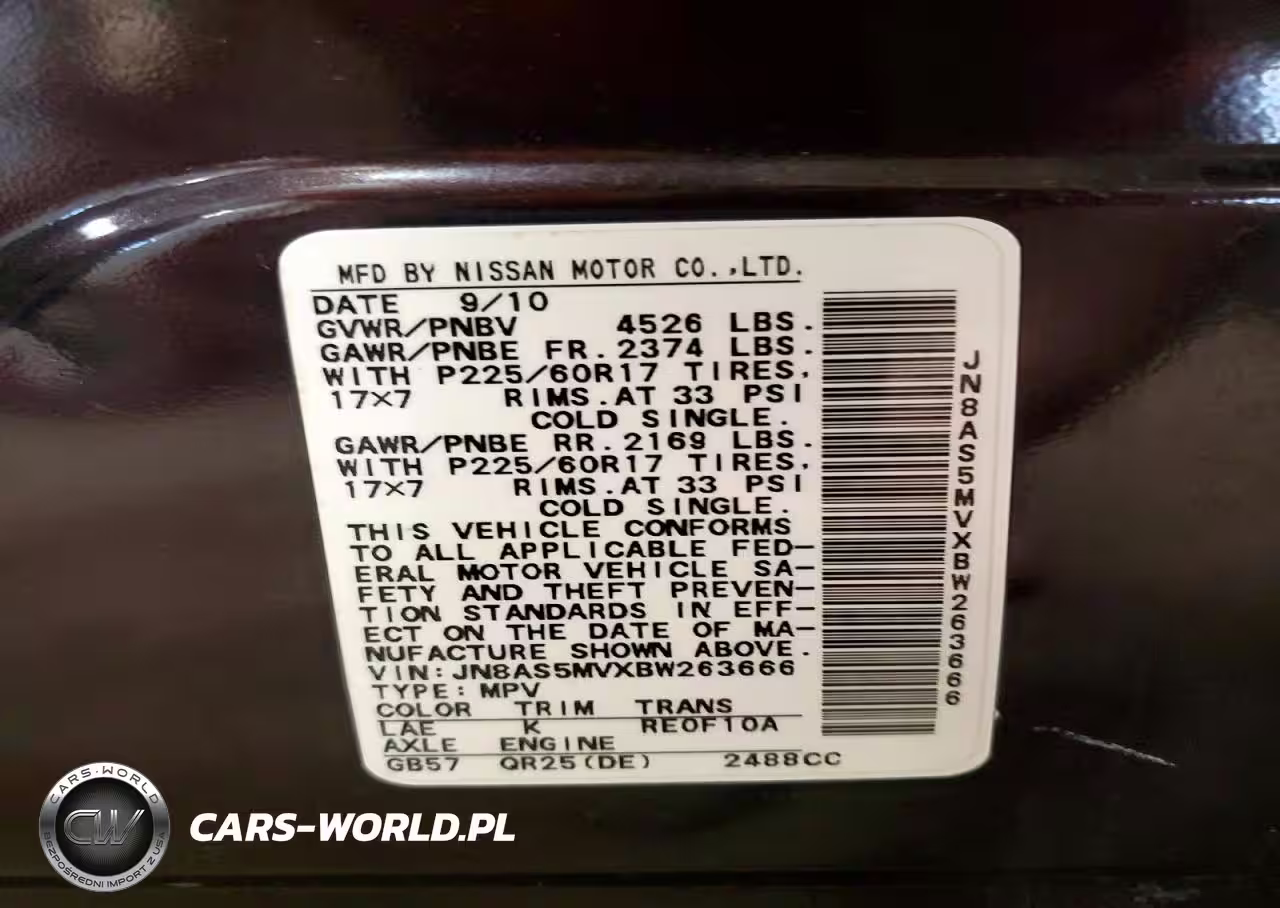 MFD BY NISSAN MOTOR CO.,LTD.
DATE 9/10
GVWR/PNBV 4526 LBS.
GAWR/PNBE FR.2374 LBS.
WITH P225/60R17 TIRES,
17×7 RIMS.AT 33 PSI
COLD SINGLE.
GAWR/PNBE RR.2169 LBS.
WITH P225/60R17 TIRES,
17×7 RIMS.AT 33 PSI
COLD SINGLE.
THIS VEHICLE CONFORMS
TO ALL APPLICABLE FED-
ERAL MOTOR VEHICLE SA-
FETY AND THEFT PREVEN-
TION STANDARDS IN EFF-
ECT ON THE DATE OF MA-
NUFACTURE SHOWN ABOVE.
VIN:JN8AS5MVXBW263666
TYPE:MPV
COLOR TRIM TRANS
LAE K RE0F10A
AXLE ENGINE
GB57 QR25(DE) 2488CC
JN8AS5MVXBW263666
CARS-WORLD
CW
BEZPOŚREDNI IMPORT Z USA
CARS-WORLD.PL